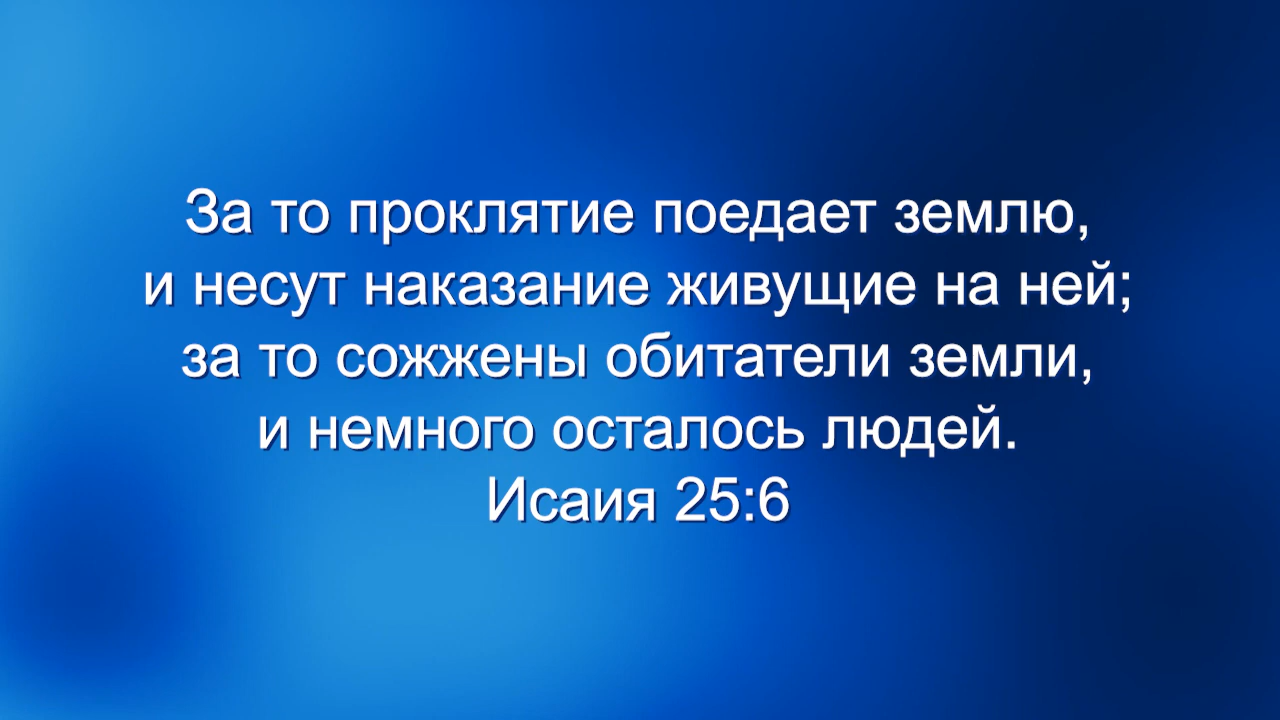 За то проклятие поедает землю,
и несут наказание живущие на ней;
за то сожжены обитатели земли,
и немного осталось людей.
Исаия 25:6